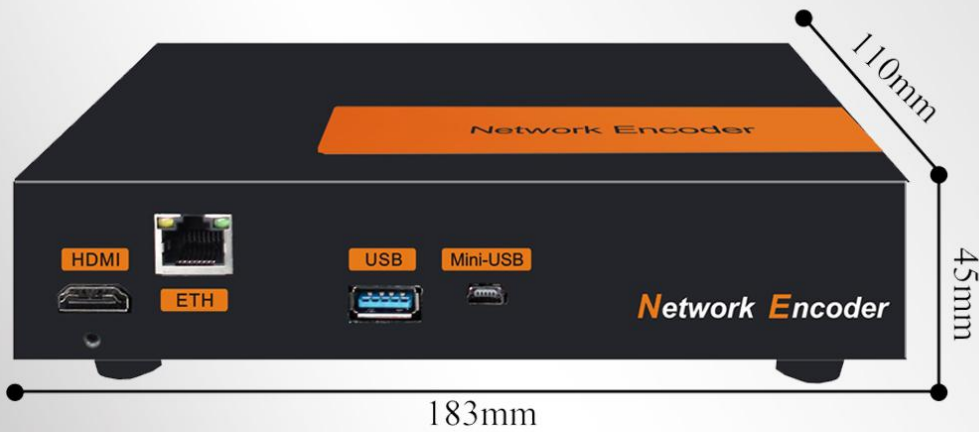 110mm
Network Encoder
HDMI
ETH
USB
Mini-USB
Network Encoder
45mm
183mm